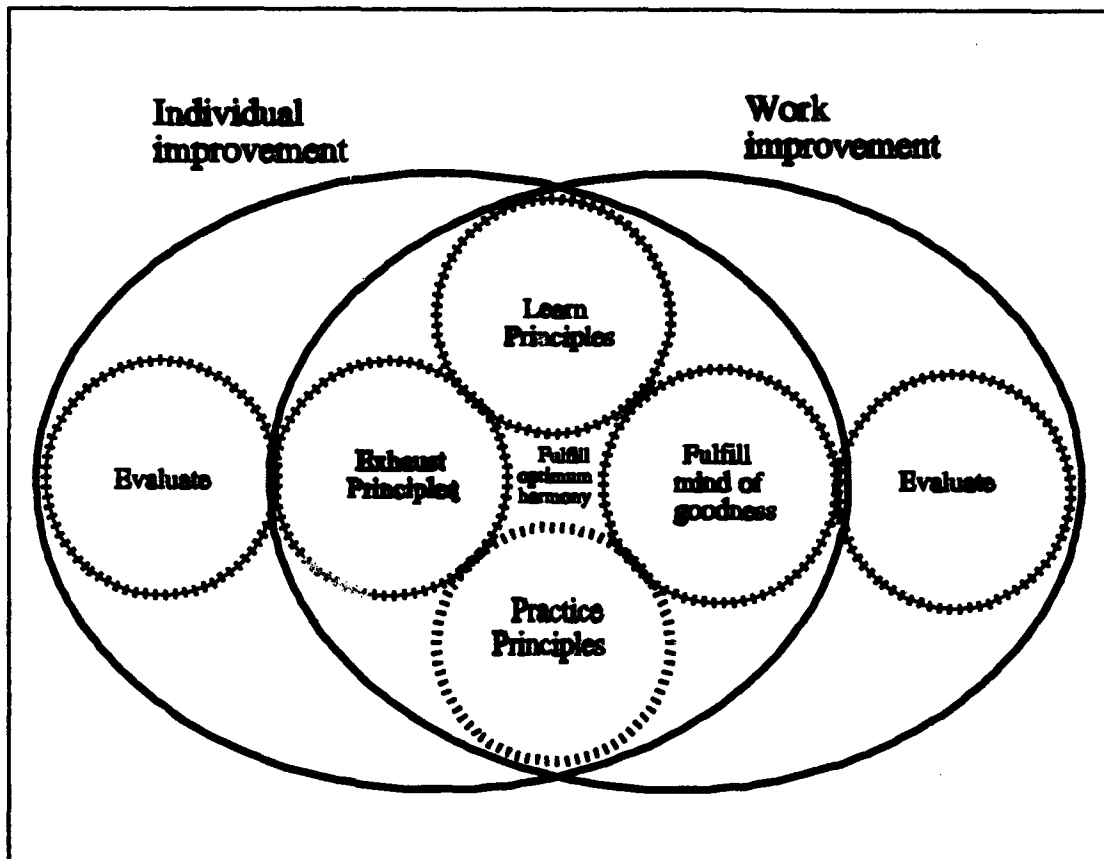 Individual
improvement
Work
improvement
Learn
Principles
Evaluate
Exhaust
Principles
Fulfill
optimum
harmony
Fulfill
mind of
goodness
Evaluate
Practice
Principles